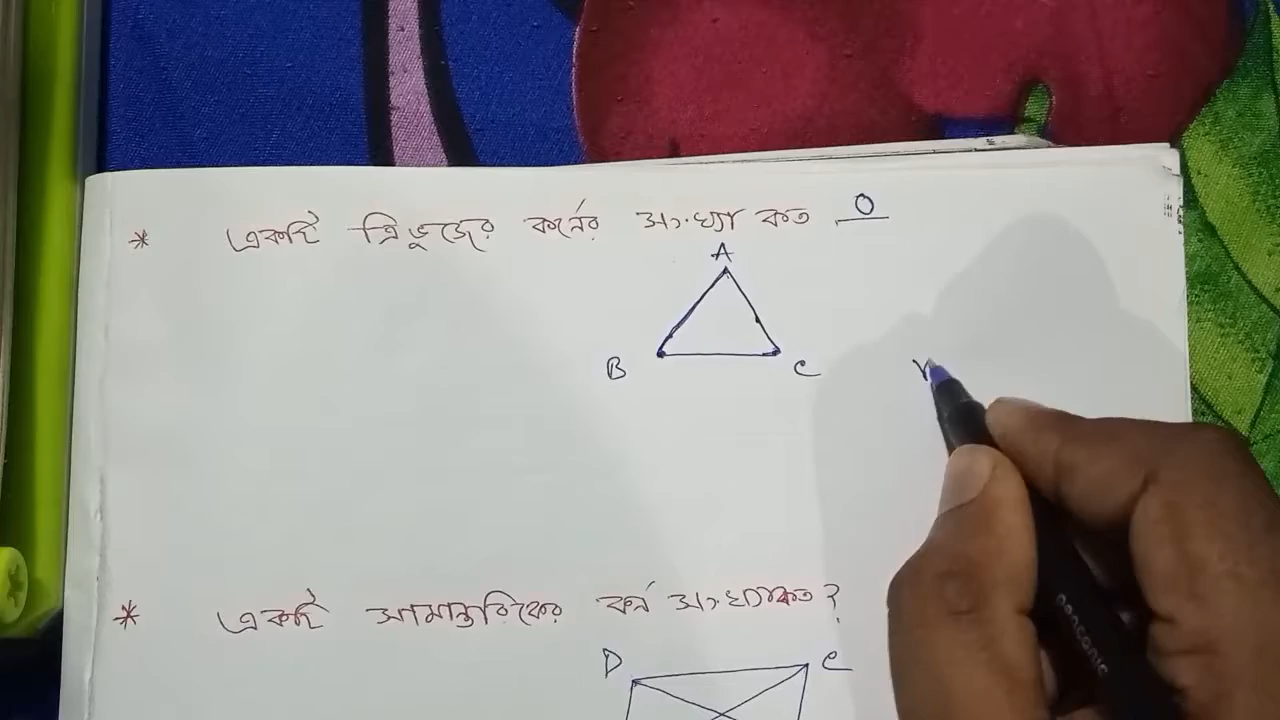 * একটি ত্রিভুজের কর্নের সংখ্যা কত 0
A
B C
* একটি সামান্তরিকের কর্ন সংখ্যা কত?
D C